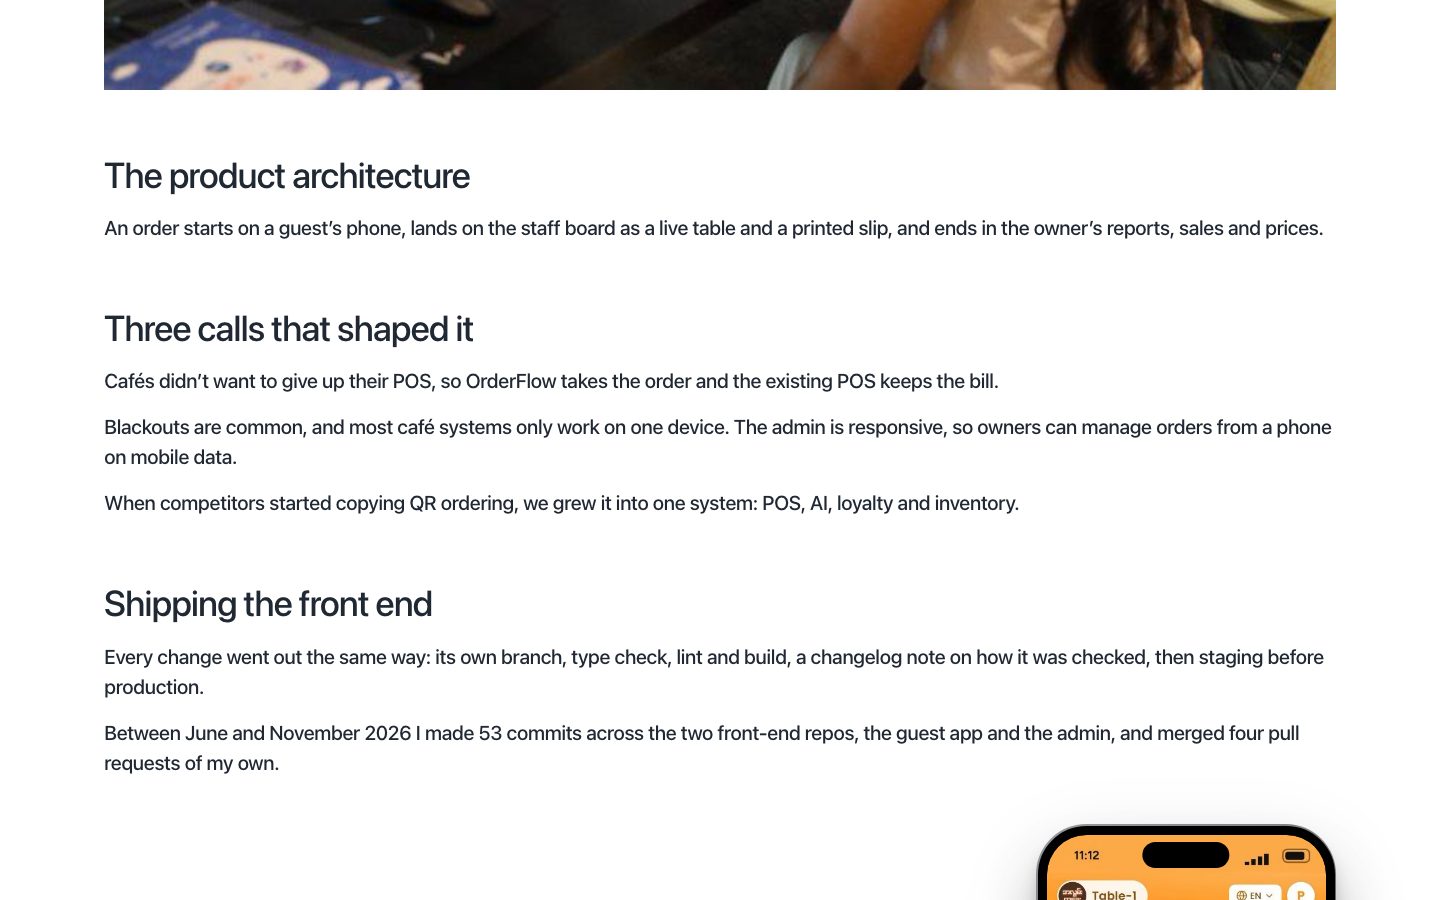 The product architecture
An order starts on a guest’s phone, lands on the staff board as a live table and a printed slip, and ends in the owner’s reports, sales and prices.
Three calls that shaped it
Cafés didn’t want to give up their POS, so OrderFlow takes the order and the existing POS keeps the bill.
Blackouts are common, and most café systems only work on one device. The admin is responsive, so owners can manage orders from a phone
on mobile data.
When competitors started copying QR ordering, we grew it into one system: POS, AI, loyalty and inventory.
Shipping the front end
Every change went out the same way: its own branch, type check, lint and build, a changelog note on how it was checked, then staging before
production.
Between June and November 2026 I made 53 commits across the two front-end repos, the guest app and the admin, and merged four pull
requests of my own.
11:12
Table-1
EN
P